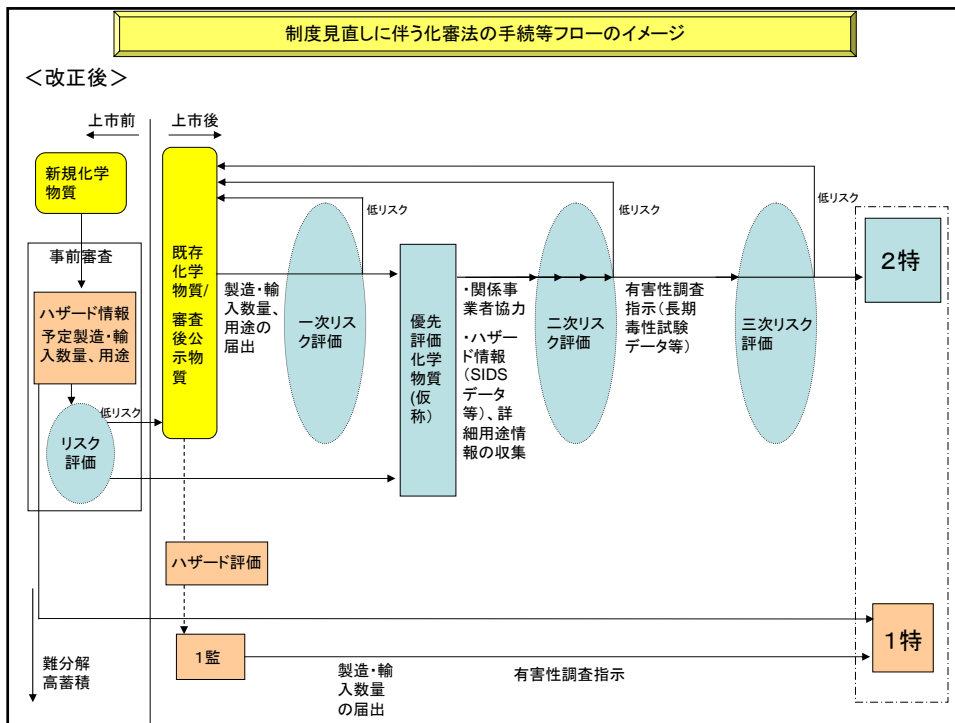 制度見直しに伴う化審法の手続等フローのイメージ
＜改正後＞
上市前
上市後
新規化学
物質
事前審査
ハザード情報
予定製造・輸
入数量、用途
低リスク
リスク
評価
既存
化学
物質/
審査
後公
示物
質
製造・輸
入数量、
用途の
届出
低リスク
一次リス
ク評価
優先
評価
化学
物質
(仮
称）
・関係事
業者協力
・ハザー
ド情報
（SIDS
データ
等）、詳
細用途情
報の収集
低リスク
二次リス
ク評価
有害性調査
指示（長期
毒性試験
データ等）
低リスク
三次リスク
評価
２特
ハザード評価
１監
製造・輸
入数量
の届出
有害性調査指示
１特
難分解
高蓄積